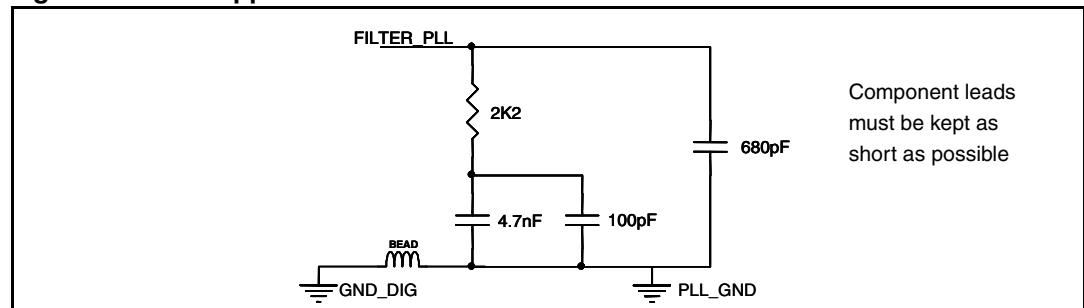 FILTER_PLL
2K2
680pF
4.7nF
100pF
BEAD
GND_DIG
PLL_GND
Component leads
must be kept as
short as possible